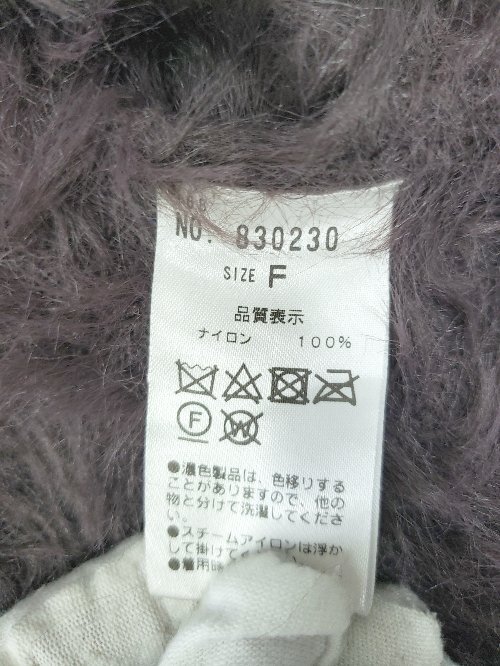 NO. 830230
SIZE F
品質表示
ナイロン 100%
F
W
●濃色製品は、色移りする
ことがありますので、他の
物と分けて洗濯してください
●スチームアイロンは浮か
して掛けて
●着用時